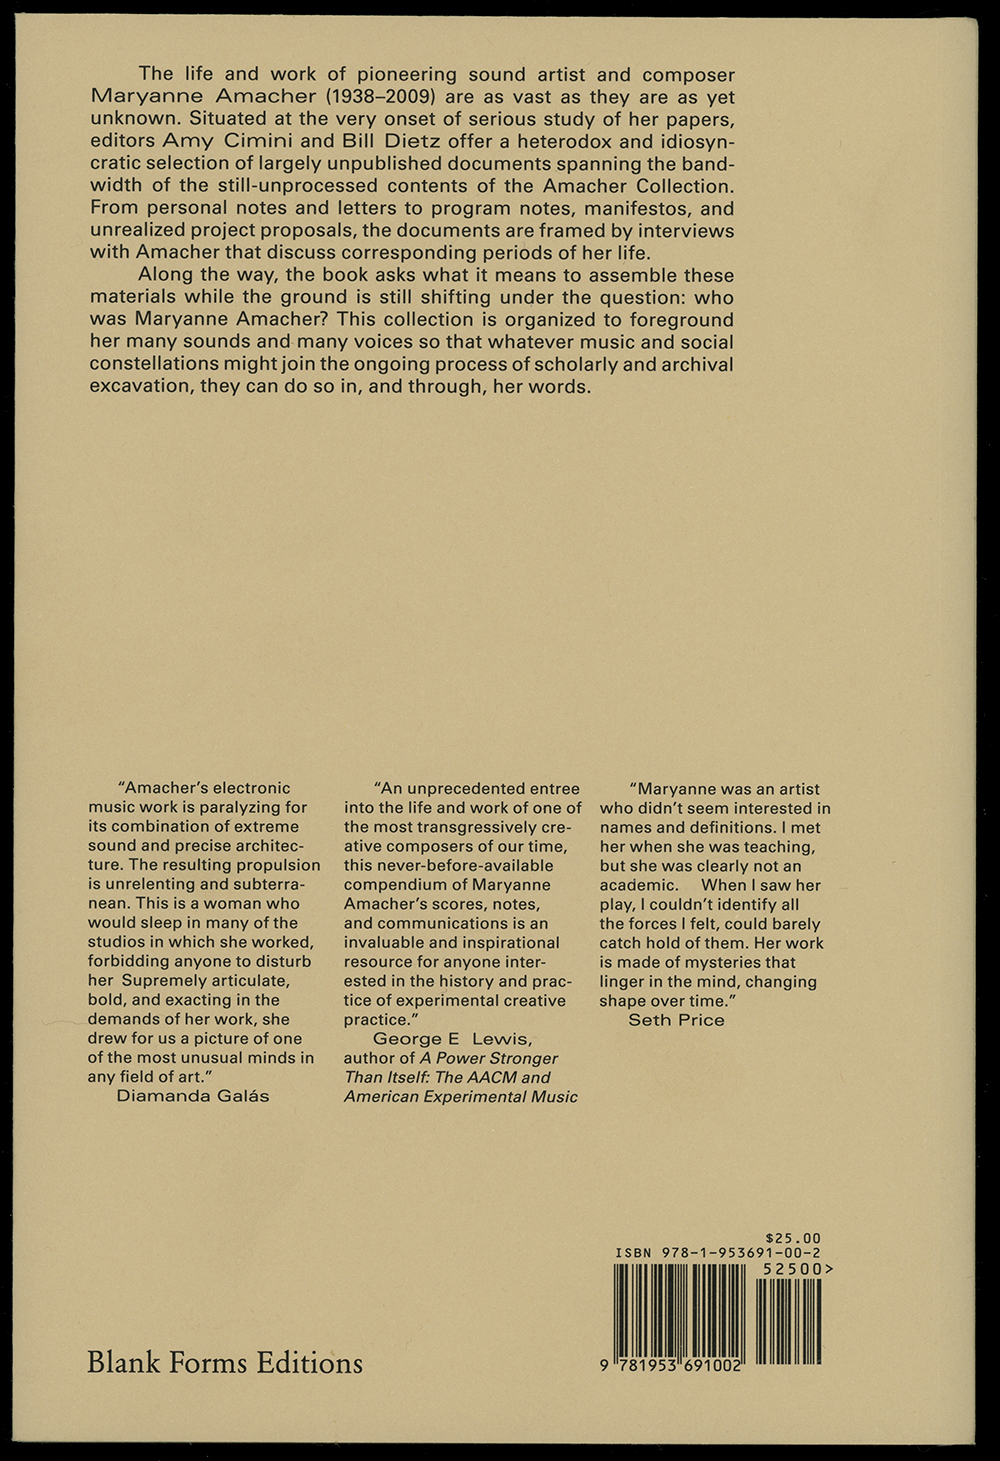 The life and work of pioneering sound artist and composer
Maryanne Amacher (1938–2009) are as vast as they are as yet
unknown. Situated at the very onset of serious study of her papers,
editors Amy Cimini and Bill Dietz offer a heterodox and idiosyn-
cratic selection of largely unpublished documents spanning the band-
width of the still-unprocessed contents of the Amacher Collection.
From personal notes and letters to program notes, manifestos, and
unrealized project proposals, the documents are framed by interviews
with Amacher that discuss corresponding periods of her life.
Along the way, the book asks what it means to assemble these
materials while the ground is still shifting under the question: who
was Maryanne Amacher? This collection is organized to foreground
her many sounds and many voices so that whatever music and social
constellations might join the ongoing process of scholarly and archival
excavation, they can do so in, and through, her words.
“Amacher’s electronic
music work is paralyzing for
its combination of extreme
sound and precise architec-
ture. The resulting propulsion
is unrelenting and subterra-
nean. This is a woman who
would sleep in many of the
studios in which she worked,
forbidding anyone to disturb
her Supremely articulate,
bold, and exacting in the
demands of her work, she
drew for us a picture of one
of the most unusual minds in
any field of art.”
Diamanda Galás
“An unprecedented entree
into the life and work of one of
the most transgressively cre-
ative composers of our time,
this never-before-available
compendium of Maryanne
Amacher’s scores, notes,
and communications is an
invaluable and inspirational
resource for anyone inter-
ested in the history and prac-
tice of experimental creative
practice.”
George E Lewis,
author of A Power Stronger
Than Itself: The AACM and
American Experimental Music
“Maryanne was an artist
who didn’t seem interested in
names and definitions. I met
her when she was teaching,
but she was clearly not an
academic. When I saw her
play, I couldn’t identify all
the forces I felt, could barely
catch hold of them. Her work
is made of mysteries that
linger in the mind, changing
shape over time.”
Seth Price
$25.00
ISBN 978-1-953691-00-2
52500>
9 781953 691002
Blank Forms Editions